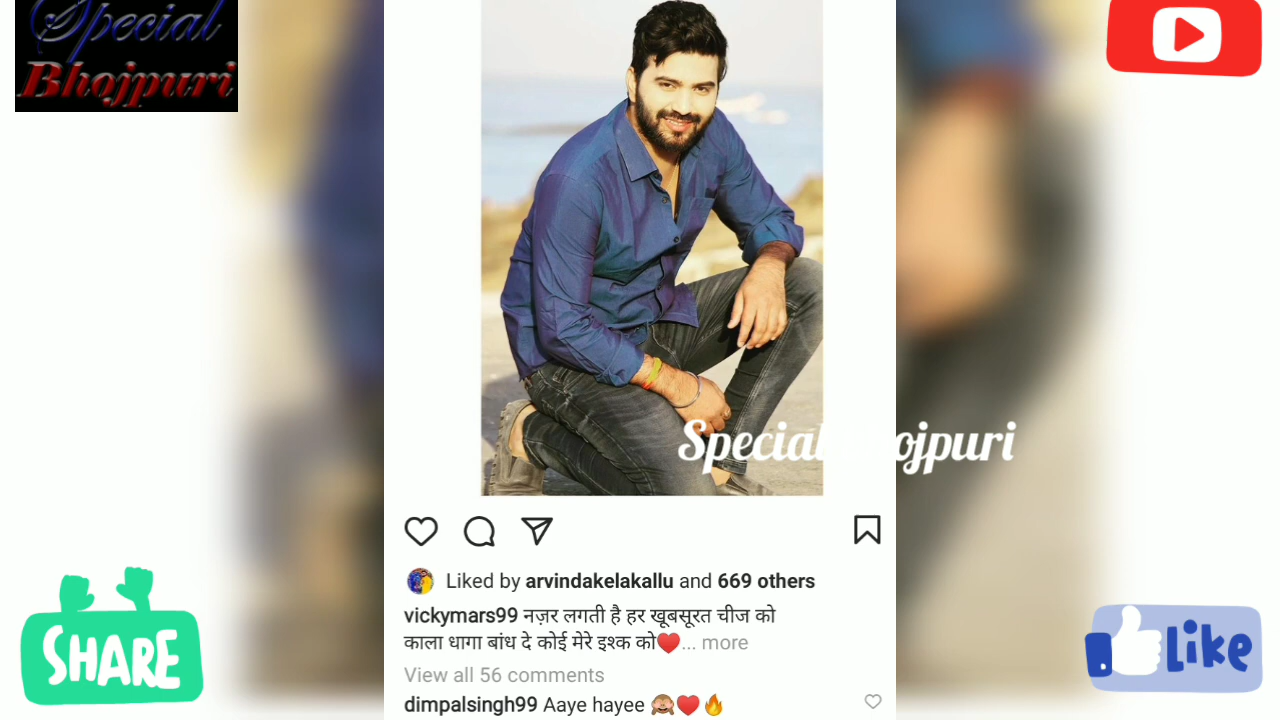 Special
Bhojpuri
Special ojpuri
Liked by arvindakelakallu and 669 others
vickymars99 नज़र लगती है हर खूबसूरत चीज को
काला धागा बांध दे कोई मेरे इश्क को❤️... more
View all 56 comments
dimpalsingh99 Aaye hayee 🙈❤️🔥
SHARE
Like